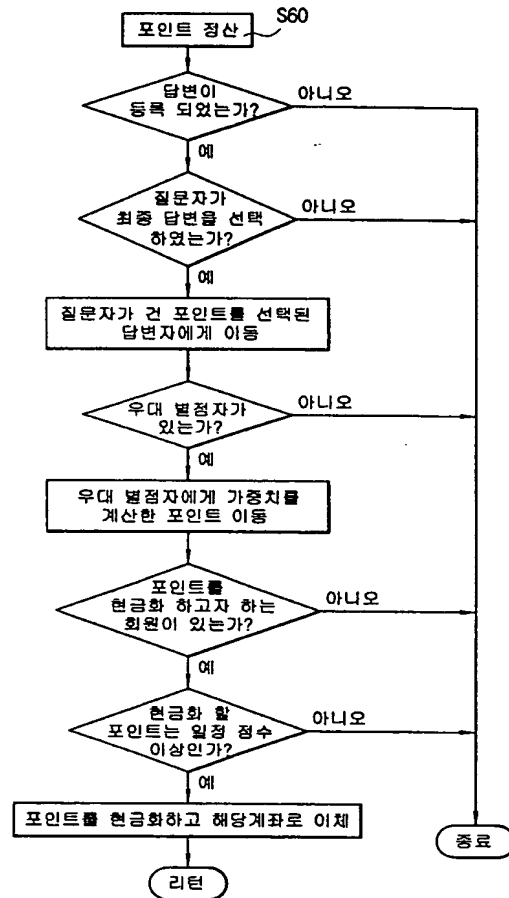 포인트 정산
S60
답변이
등록 되었는가?
아니오
예
질문자가
최종 답변을 선택
하였는가?
아니오
예
질문자가 건 포인트를 선택된
답변자에게 이동
우대 별점자가
있는가?
아니오
예
우대 별점자에게 가중치를
계산한 포인트 이동
포인트를
현금화 하고자 하는
회원이 있는가?
아니오
예
현금화 할
포인트는 일정 점수
이상인가?
아니오
예
포인트를 현금화하고 해당계좌로 이체
종료
리턴